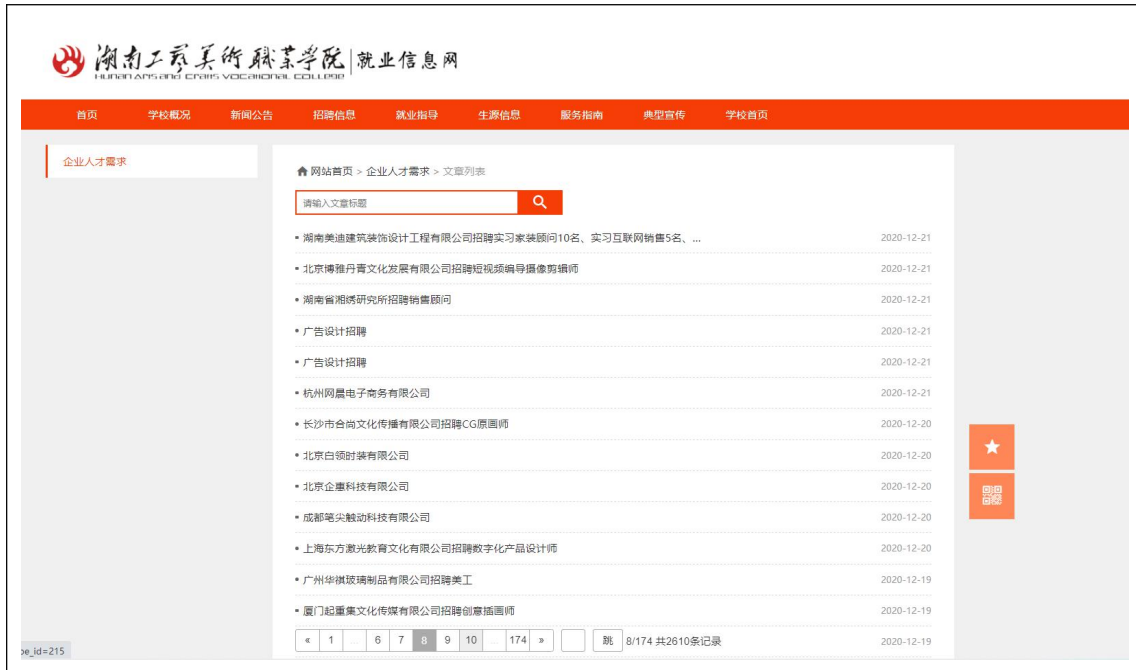 湖南工艺美术职业学院 就业信息网
HUNAN ARTS AND CRAFTS VOCATIONAL COLLEGE
首页 学校概况 新闻公告 招聘信息 就业指导 生源信息 服务指南 典型宣传 学校首页
企业人才需求
网站首页 > 企业人才需求 > 文章列表
请输入文章标题
▪ 湖南美迪建筑装饰设计工程有限公司招聘实习家装顾问10名、实习互联网销售5名、... 2020-12-21
▪ 北京博雅丹青文化发展有限公司招聘短视频编导摄像剪辑师 2020-12-21
▪ 湖南省湘绣研究所招聘销售顾问 2020-12-21
▪ 广告设计招聘 2020-12-21
▪ 广告设计招聘 2020-12-21
▪ 杭州网晨电子商务有限公司 2020-12-21
▪ 长沙市合尚文化传播有限公司招聘CG原画师 2020-12-20
▪ 北京白领时装有限公司 2020-12-20
▪ 北京企惠科技有限公司 2020-12-20
▪ 成都笔尖触动科技有限公司 2020-12-20
▪ 上海东方激光教育文化有限公司招聘数字化产品设计师 2020-12-20
▪ 广州华祺玻璃制品有限公司招聘美工 2020-12-19
▪ 厦门起重集文化传媒有限公司招聘创意插画师 2020-12-19
« 1 ... 6 7 8 9 10 ... 174 » 跳 8/174 共2610条记录 2020-12-19
pe_id=215